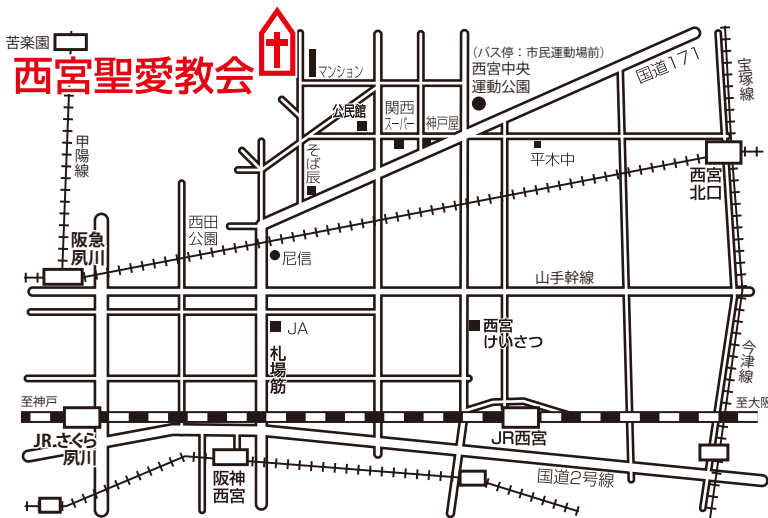 苦楽園
西宮聖愛教会
マンション
(バス停：市民運動場前)
西宮中央
運動公園
国道171
宝塚線
公民館
関西
スーパー
神戸屋
甲陽線
そば辰
平木中
西宮
北口
西田
公園
阪急
夙川
尼信
山手幹線
JA
西宮
けいさつ
札場筋
今津線
至神戸
至大阪
JRさくら
夙川
JR西宮
阪神
西宮
国道2号線